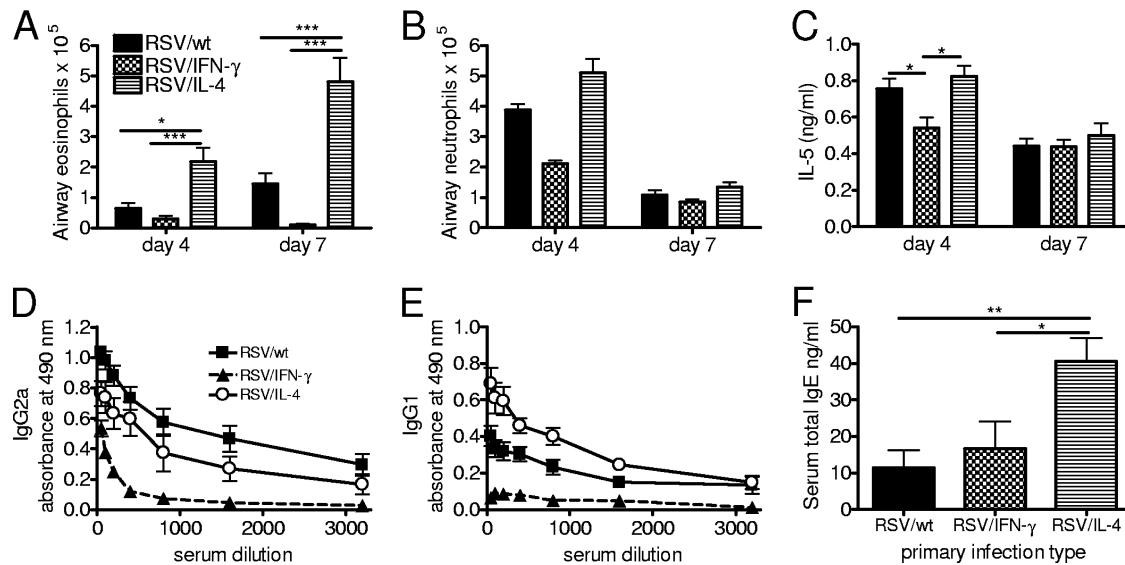 A
Airway eosinophils x 10^5
6
5
4
3
2
1
0
RSV/wt
RSV/IFN-γ
RSV/IL-4
*
***
***
***
day 4
day 7
B
Airway neutrophils x 10^5
6
5
4
3
2
1
0
day 4
day 7
C
IL-5 (ng/ml)
1.0
0.8
0.6
0.4
0.2
0.0
*
*
day 4
day 7
D
IgG2a
absorbance at 490 nm
1.2
1.0
0.8
0.6
0.4
0.2
0.0
RSV/wt
RSV/IFN-γ
RSV/IL-4
0 1000 2000 3000
serum dilution
E
IgG1
absorbance at 490 nm
1.0
0.8
0.6
0.4
0.2
0.0
0 1000 2000 3000
serum dilution
F
Serum total IgE ng/ml
50
40
30
20
10
0
**
*
RSV/wt RSV/IFN-γ RSV/IL-4
primary infection type